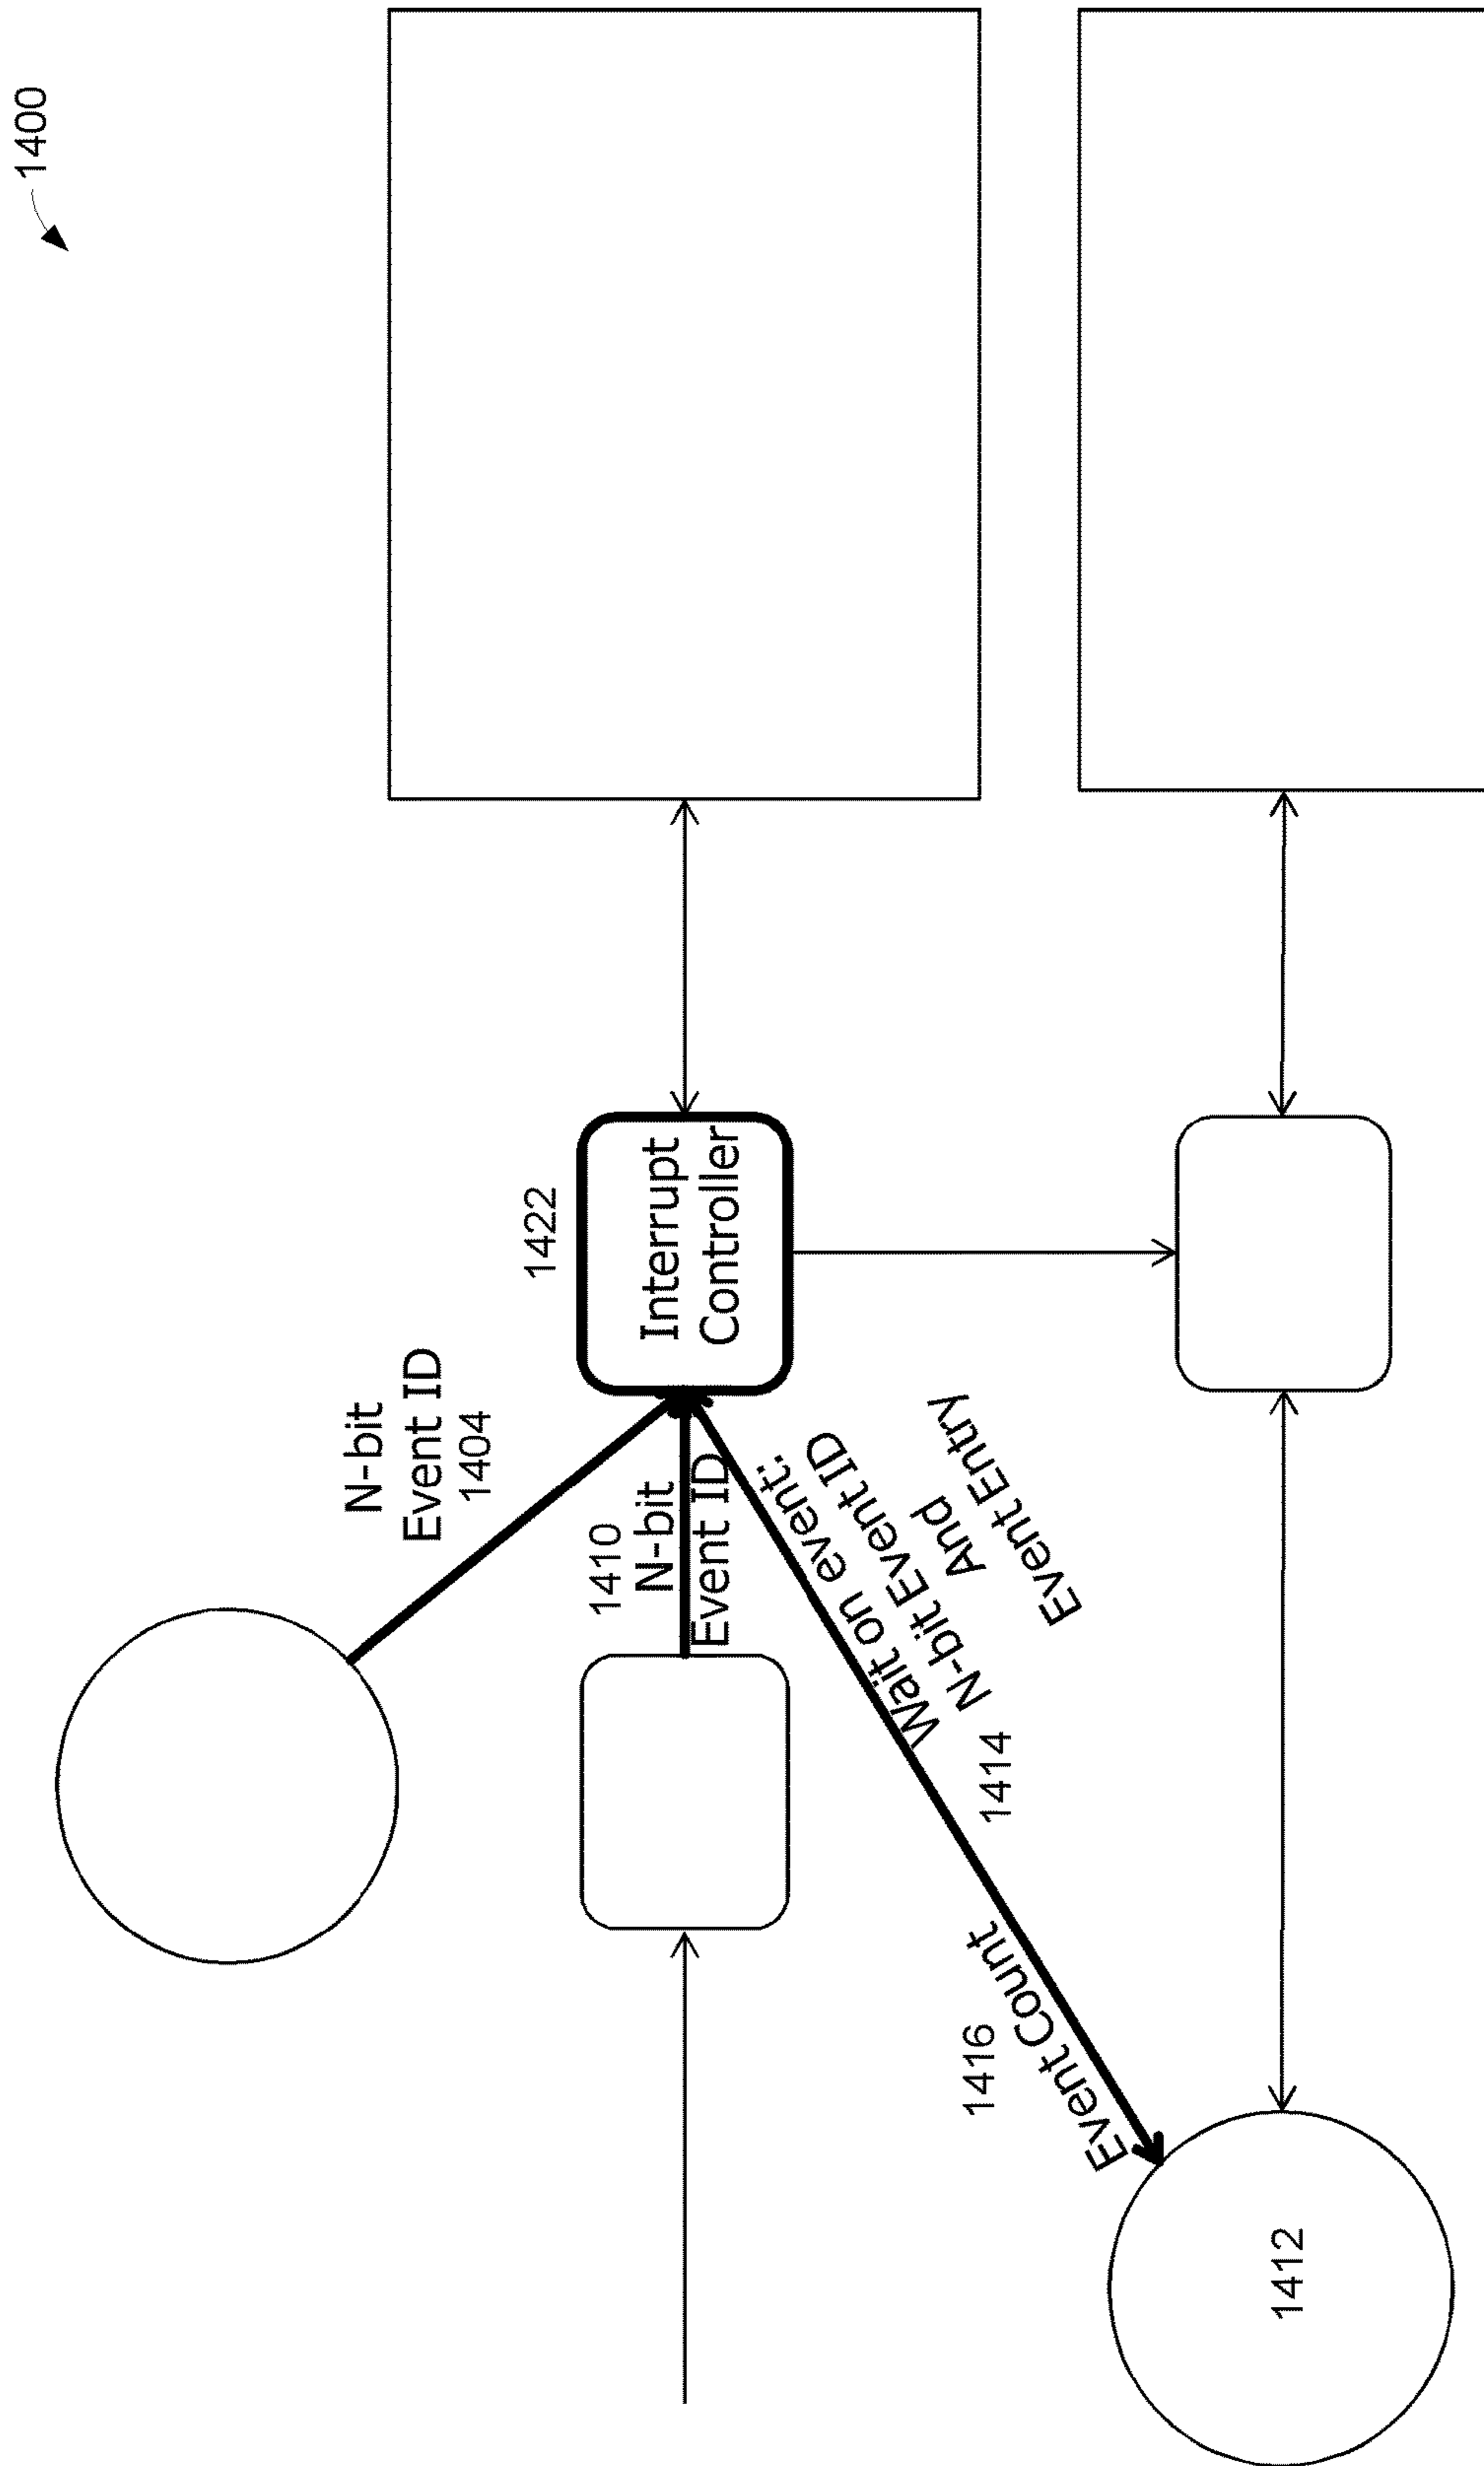 1400
N-bit
Event ID
1404
1422
Interrupt
Controller
1410
N-bit
Event ID
Wait on event:
N-bit Event ID
And
Event Entry
1414
1416
Event Count
1412